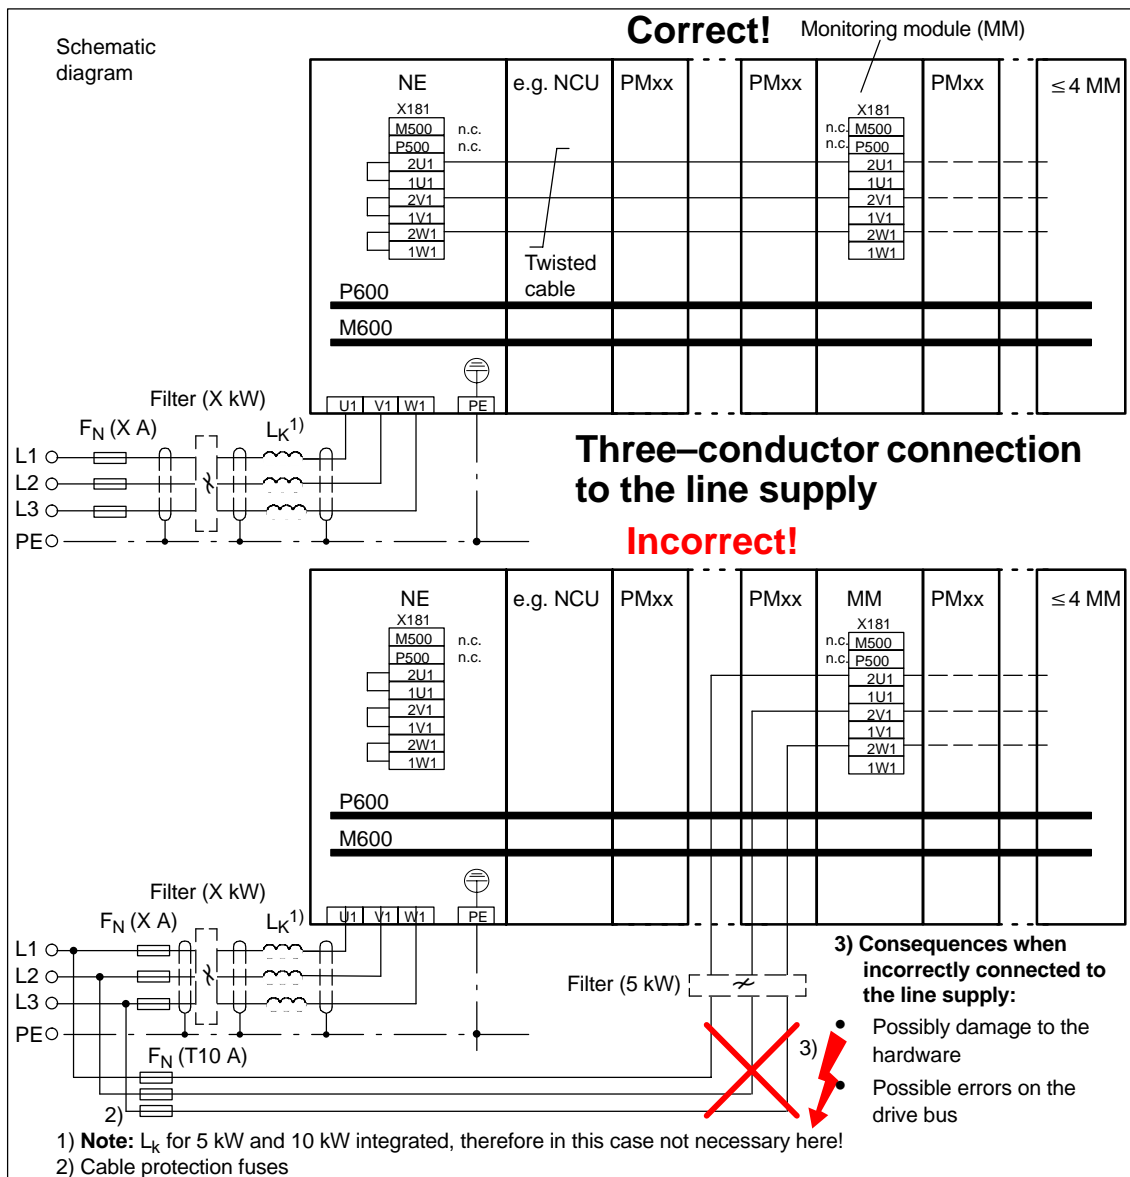 Schematic
diagram
Correct!
Monitoring module (MM)
NE
e.g. NCU
PMxx
PMxx
PMxx
≤ 4 MM
X181
M500 n.c.
P500 n.c.
2U1
1U1
2V1
1V1
2W1
1W1
X181
n.c. M500
n.c. P500
2U1
1U1
2V1
1V1
2W1
1W1
Twisted
cable
P600
M600
U1 V1 W1 PE
Filter (X kW)
FN (X A)
LK1)
L1
L2
L3
PE
Three–conductor connection
to the line supply
Incorrect!
NE
e.g. NCU
PMxx
PMxx
MM
PMxx
≤ 4 MM
X181
M500 n.c.
P500 n.c.
2U1
1U1
2V1
1V1
2W1
1W1
X181
n.c. M500
n.c. P500
2U1
1U1
2V1
1V1
2W1
1W1
P600
M600
U1 V1 W1 PE
Filter (X kW)
FN (X A)
LK1)
L1
L2
L3
PE
FN (T10 A)
2)
Filter (5 kW)
3)
3) Consequences when
incorrectly connected to
the line supply:
• Possibly damage to the
hardware
• Possible errors on the
drive bus
1) Note: Lk for 5 kW and 10 kW integrated, therefore in this case not necessary here!
2) Cable protection fuses